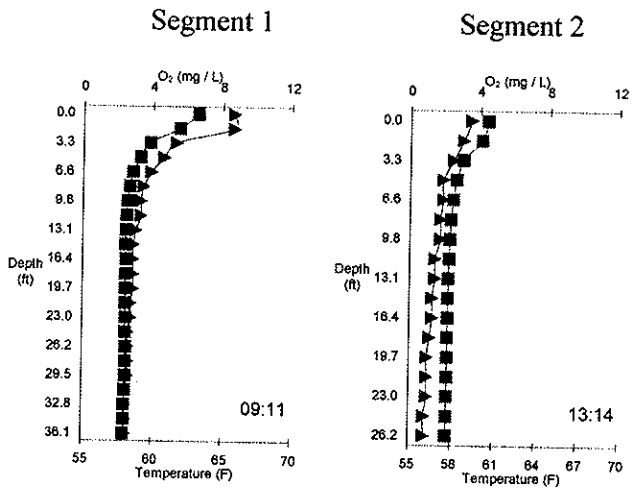 Segment 1
O₂ (mg / L)
0 4 8 12
0.0
3.3
6.6
9.8
13.1
16.4
19.7
23.0
26.2
29.5
32.8
36.1
Depth
(ft)
09:11
55 60 65 70
Temperature (F)
Segment 2
O₂ (mg / L)
0 4 8 12
0.0
3.3
6.6
9.8
13.1
16.4
19.7
23.0
26.2
Depth
(ft)
13:14
55 58 61 64 67 70
Temperature (F)